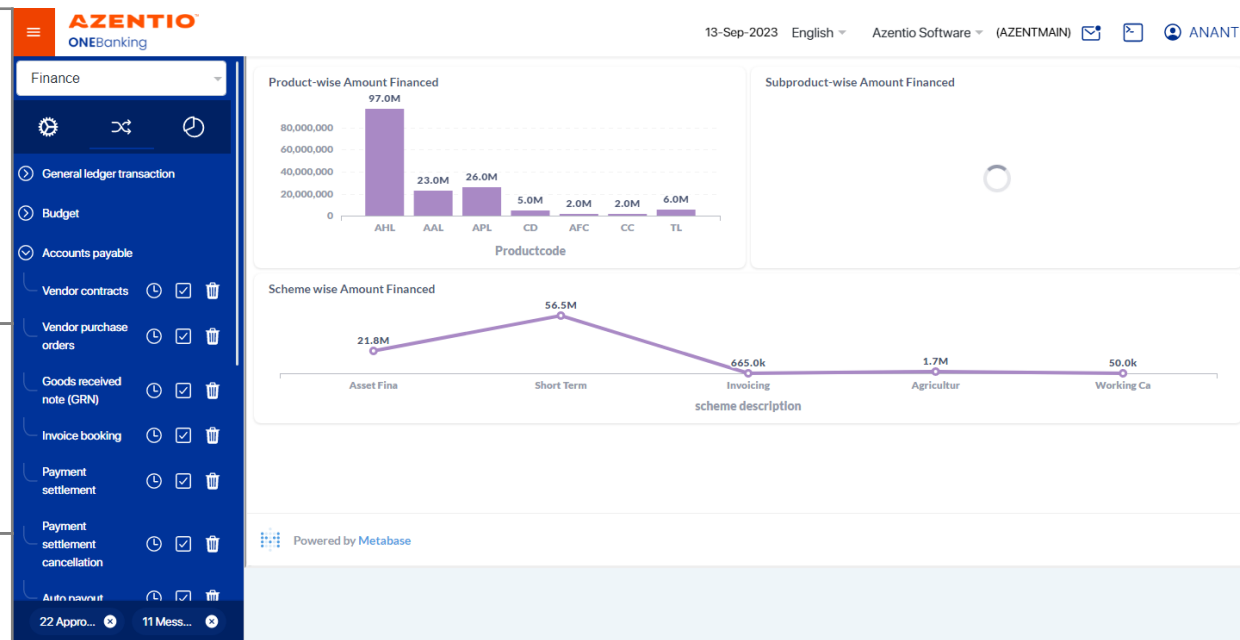 AZENTIO
ONEBanking
13-Sep-2023 English Azentio Software (AZENTMAIN) ANANT
Finance
General ledger transaction
Budget
Accounts payable
Vendor contracts
Vendor purchase
orders
Goods received
note (GRN)
Invoice booking
Payment
settlement
Payment
settlement
cancellation
Auto payout
22 Appro...
11 Mess...
Product-wise Amount Financed
97.0M
80,000,000
60,000,000
40,000,000
20,000,000
0
23.0M
26.0M
5.0M
2.0M
2.0M
6.0M
AHL AAL APL CD AFC CC TL
Productcode
Subproduct-wise Amount Financed
Scheme wise Amount Financed
21.8M
56.5M
665.0k
1.7M
50.0k
Asset Fina Short Term Invoicing Agricultur Working Ca
scheme description
Powered by Metabase